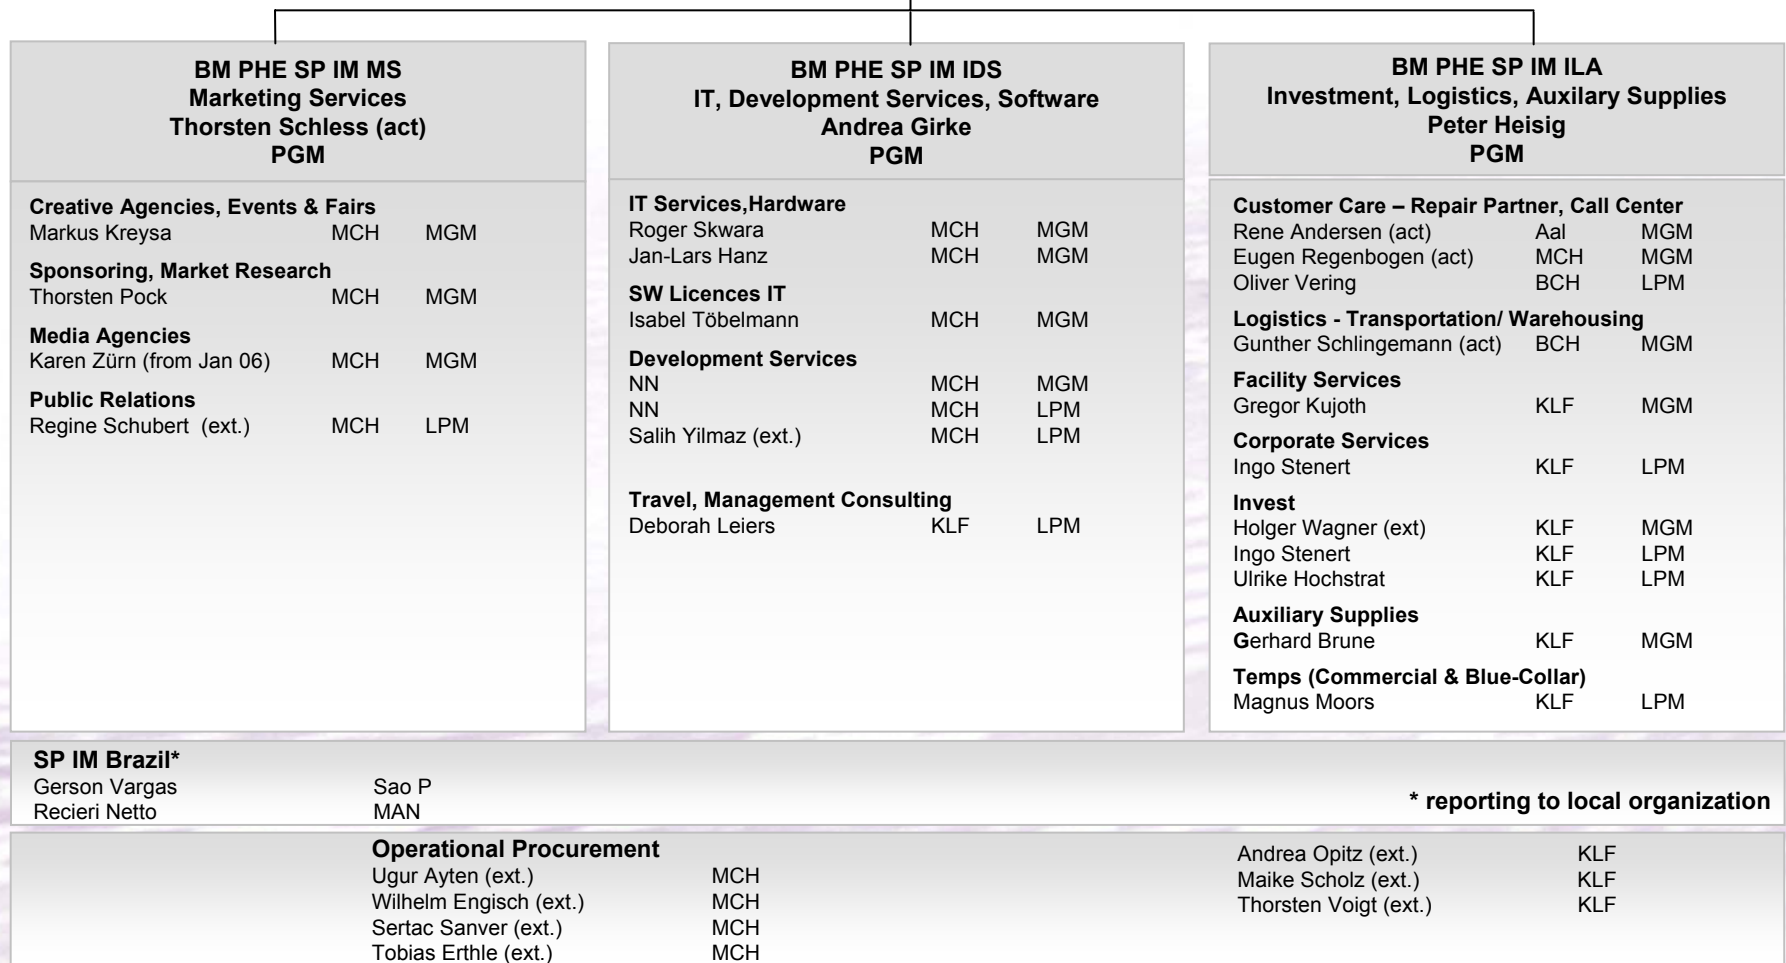 BM PHE SP IM MS
Marketing Services
Thorsten Schless (act)
PGM
Creative Agencies, Events & Fairs
Markus Kreysa MCH MGM
Sponsoring, Market Research
Thorsten Pock MCH MGM
Media Agencies
Karen Zürn (from Jan 06) MCH MGM
Public Relations
Regine Schubert (ext.) MCH LPM
BM PHE SP IM IDS
IT, Development Services, Software
Andrea Girke
PGM
IT Services,Hardware
Roger Skwara MCH MGM
Jan-Lars Hanz MCH MGM
SW Licences IT
Isabel Töbelmann MCH MGM
Development Services
NN MCH MGM
NN MCH LPM
Salih Yilmaz (ext.) MCH LPM
Travel, Management Consulting
Deborah Leiers KLF LPM
BM PHE SP IM ILA
Investment, Logistics, Auxilary Supplies
Peter Heisig
PGM
Customer Care – Repair Partner, Call Center
Rene Andersen (act) Aal MGM
Eugen Regenbogen (act) MCH MGM
Oliver Vering BCH LPM
Logistics - Transportation/ Warehousing
Gunther Schlingemann (act) BCH MGM
Facility Services
Gregor Kujoth KLF MGM
Corporate Services
Ingo Stenert KLF LPM
Invest
Holger Wagner (ext) KLF MGM
Ingo Stenert KLF LPM
Ulrike Hochstrat KLF LPM
Auxiliary Supplies
Gerhard Brune KLF MGM
Temps (Commercial & Blue-Collar)
Magnus Moors KLF LPM
SP IM Brazil*
Gerson Vargas Sao P
Recieri Netto MAN
* reporting to local organization
Operational Procurement
Ugur Ayten (ext.) MCH
Wilhelm Engisch (ext.) MCH
Sertac Sanver (ext.) MCH
Tobias Erthle (ext.) MCH
Andrea Opitz (ext.) KLF
Maike Scholz (ext.) KLF
Thorsten Voigt (ext.) KLF